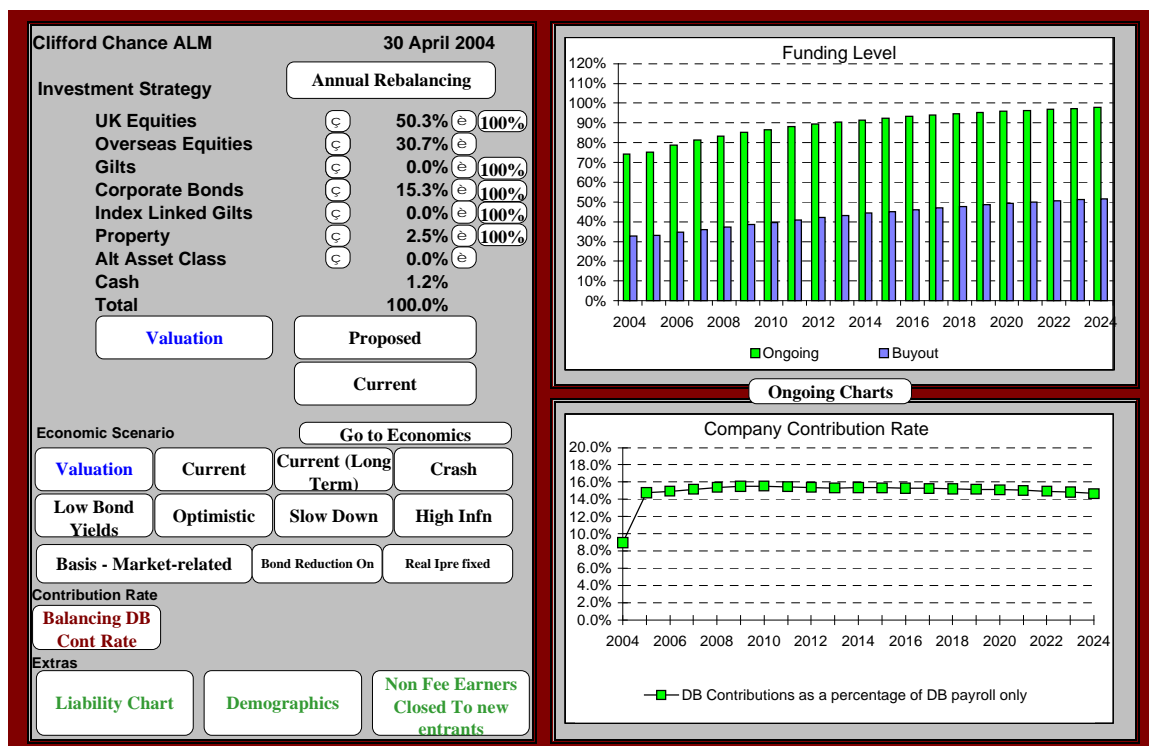 Clifford Chance ALM 30 April 2004
Annual Rebalancing
Investment Strategy
UK Equities ç 50.3% è 100%
Overseas Equities ç 30.7% è
Gilts ç 0.0% è 100%
Corporate Bonds ç 15.3% è 100%
Index Linked Gilts ç 0.0% è 100%
Property ç 2.5% è 100%
Alt Asset Class ç 0.0% è
Cash 1.2%
Total 100.0%
Valuation Proposed
Current
Economic Scenario Go to Economics
Valuation Current Current (Long Term) Crash
Low Bond Yields Optimistic Slow Down High Infn
Basis - Market-related Bond Reduction On Real Ipre fixed
Contribution Rate
Balancing DB
Cont Rate
Extras
Liability Chart Demographics Non Fee Earners Closed To new entrants
Funding Level
120%
110%
100%
90%
80%
70%
60%
50%
40%
30%
20%
10%
0%
2004 2006 2008 2010 2012 2014 2016 2018 2020 2022 2024
Ongoing Buyout
Ongoing Charts
Company Contribution Rate
20.0%
18.0%
16.0%
14.0%
12.0%
10.0%
8.0%
6.0%
4.0%
2.0%
0.0%
2004 2006 2008 2010 2012 2014 2016 2018 2020 2022 2024
DB Contributions as a percentage of DB payroll only